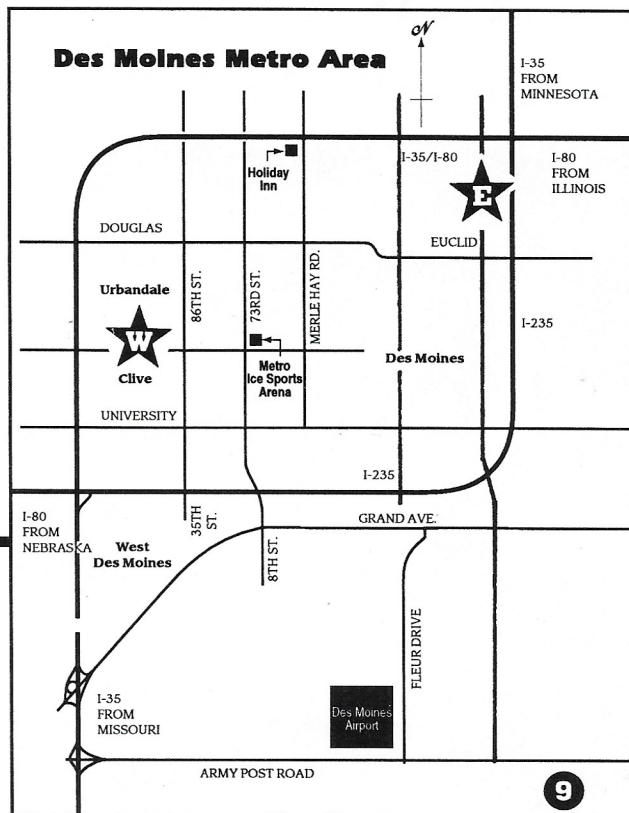 Des Moines Metro Area
N
I-35
FROM
MINNESOTA
I-35/I-80
I-80
FROM
ILLINOIS
Holiday
Inn
E
DOUGLAS
EUCLID
86TH ST.
73RD ST.
MERLE HAY RD.
Urbandale
W
Clive
I-235
Metro
Ice Sports
Arena
Des Moines
UNIVERSITY
I-235
I-80
FROM
NEBRASKA
35TH
ST.
GRAND AVE.
West
Des Moines
8TH ST.
FLEUR DRIVE
I-35
FROM
MISSOURI
Des Moines
Airport
ARMY POST ROAD
9